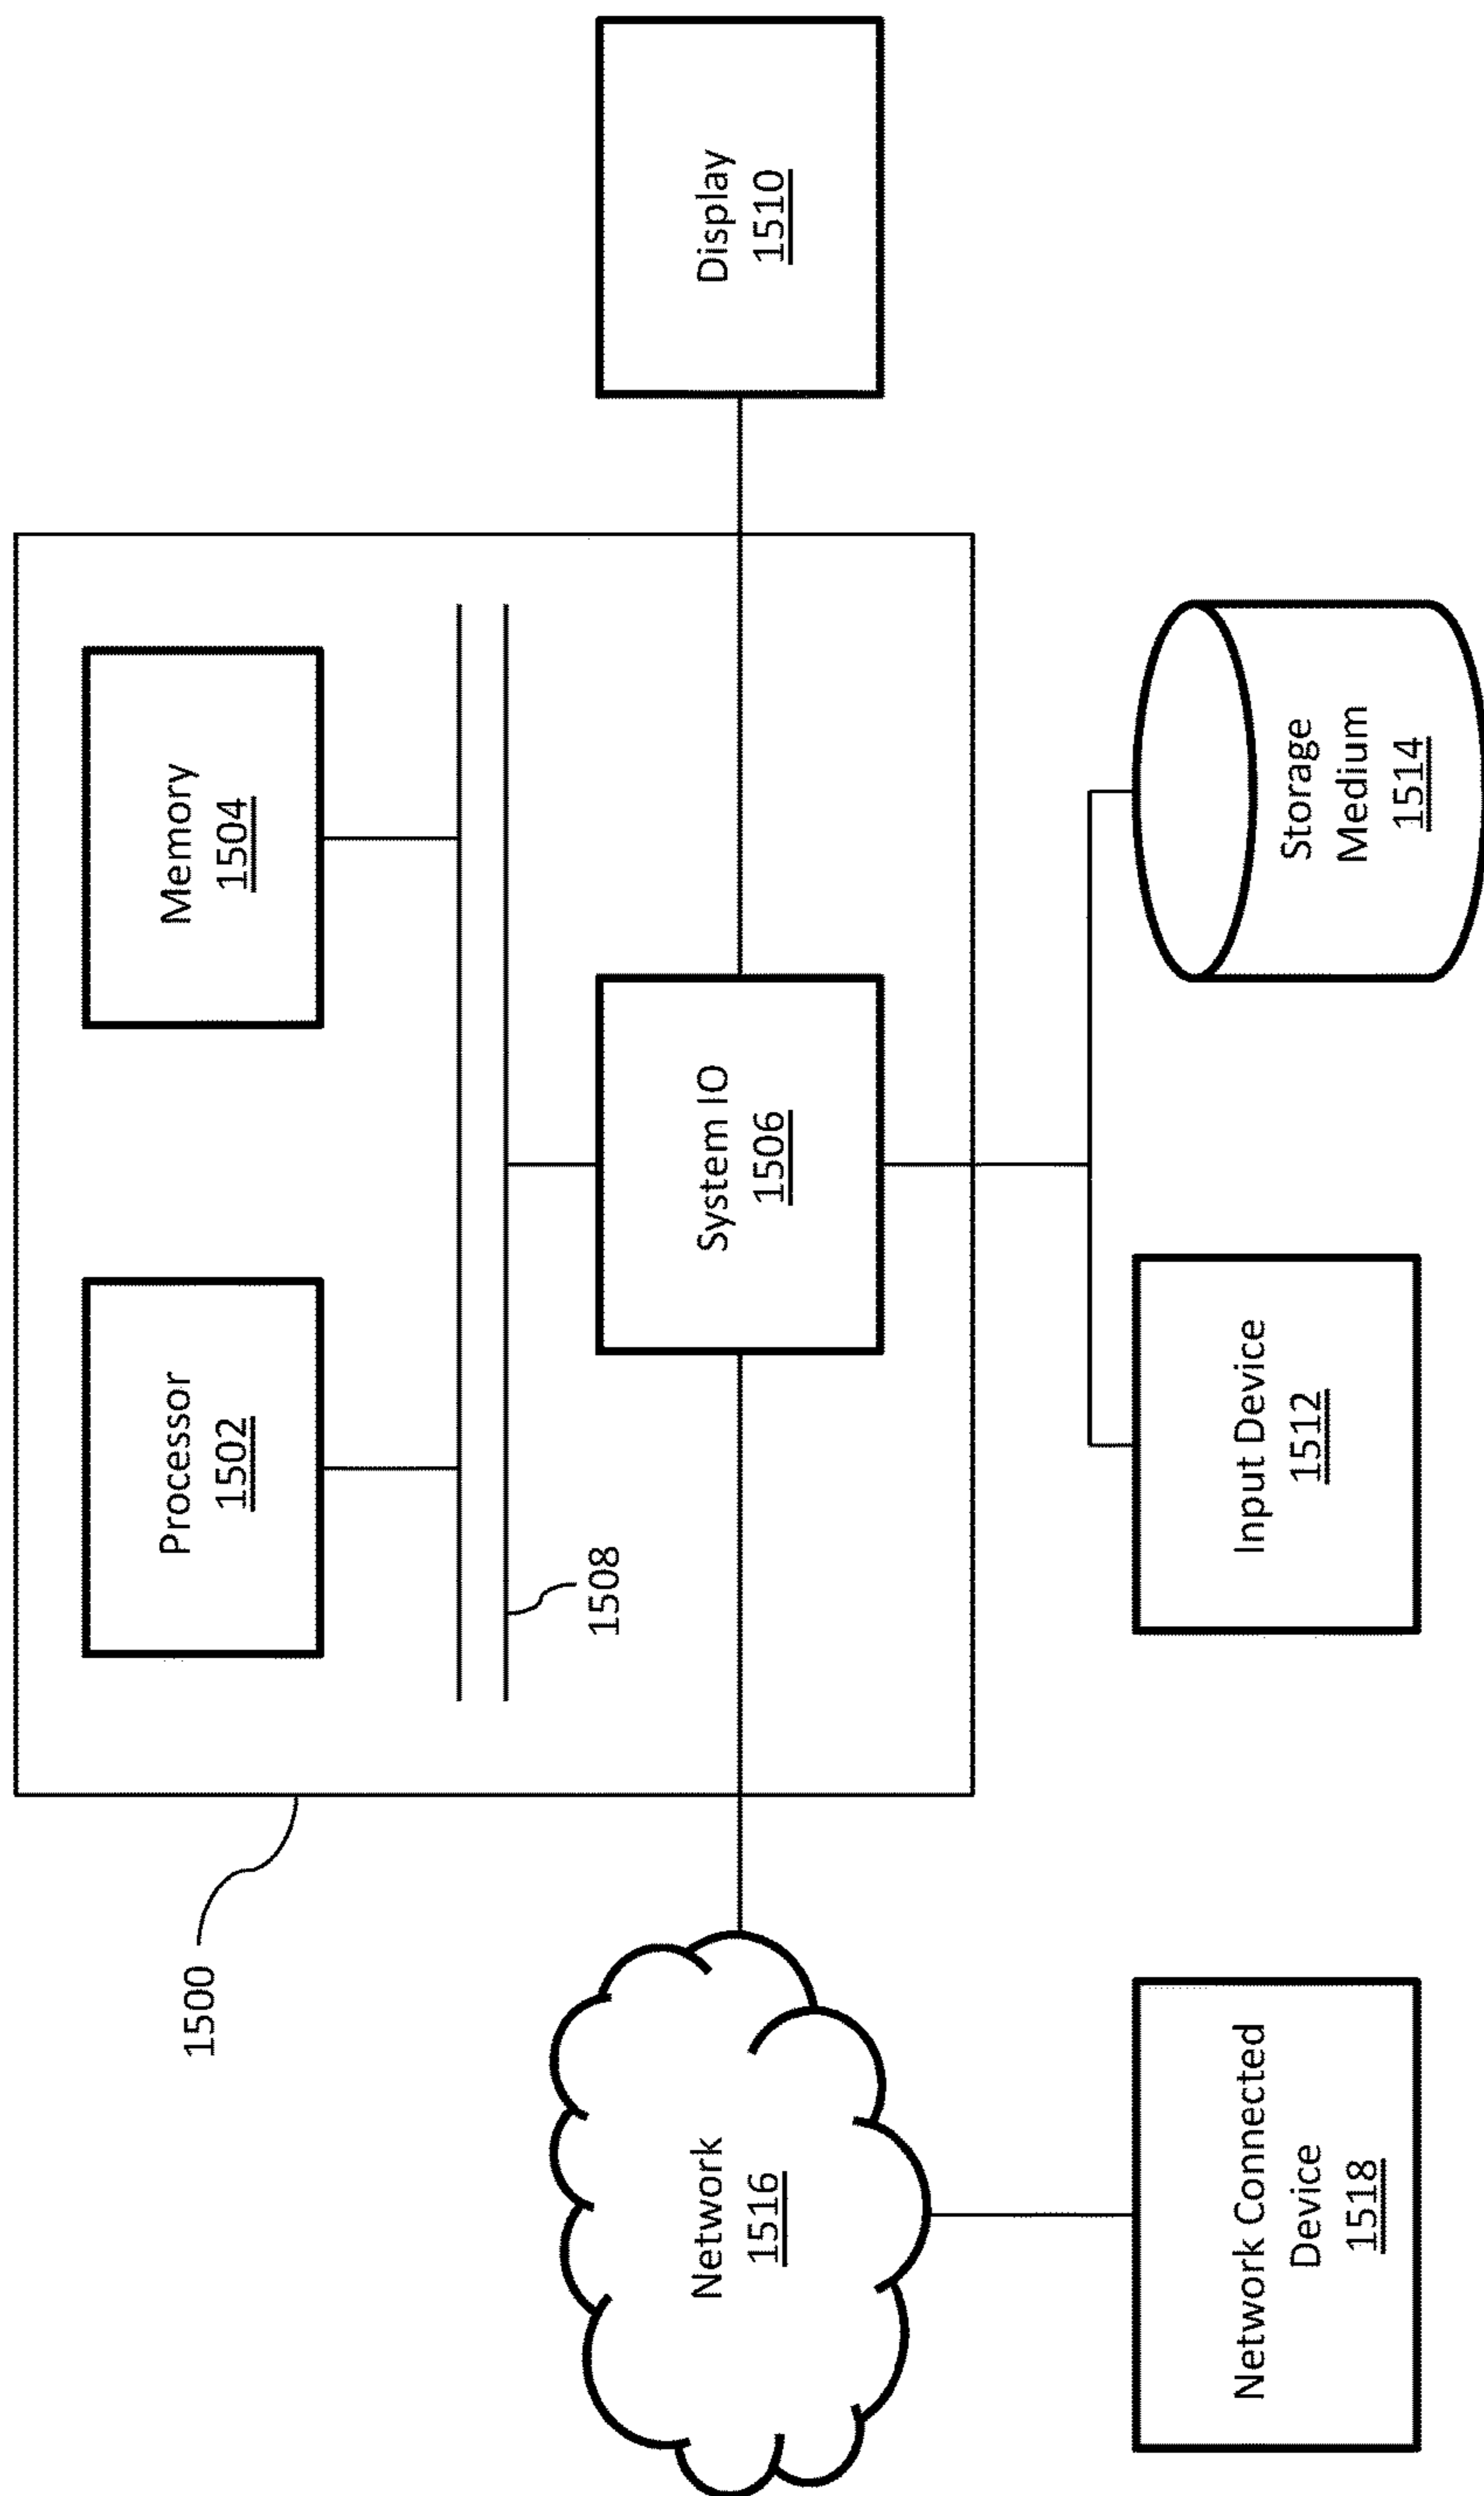 1500
Processor
1502
Memory
1504
1508
Network
1516
System IO
1506
Display
1510
Network Connected
Device
1518
Input Device
1512
Storage
Medium
1514